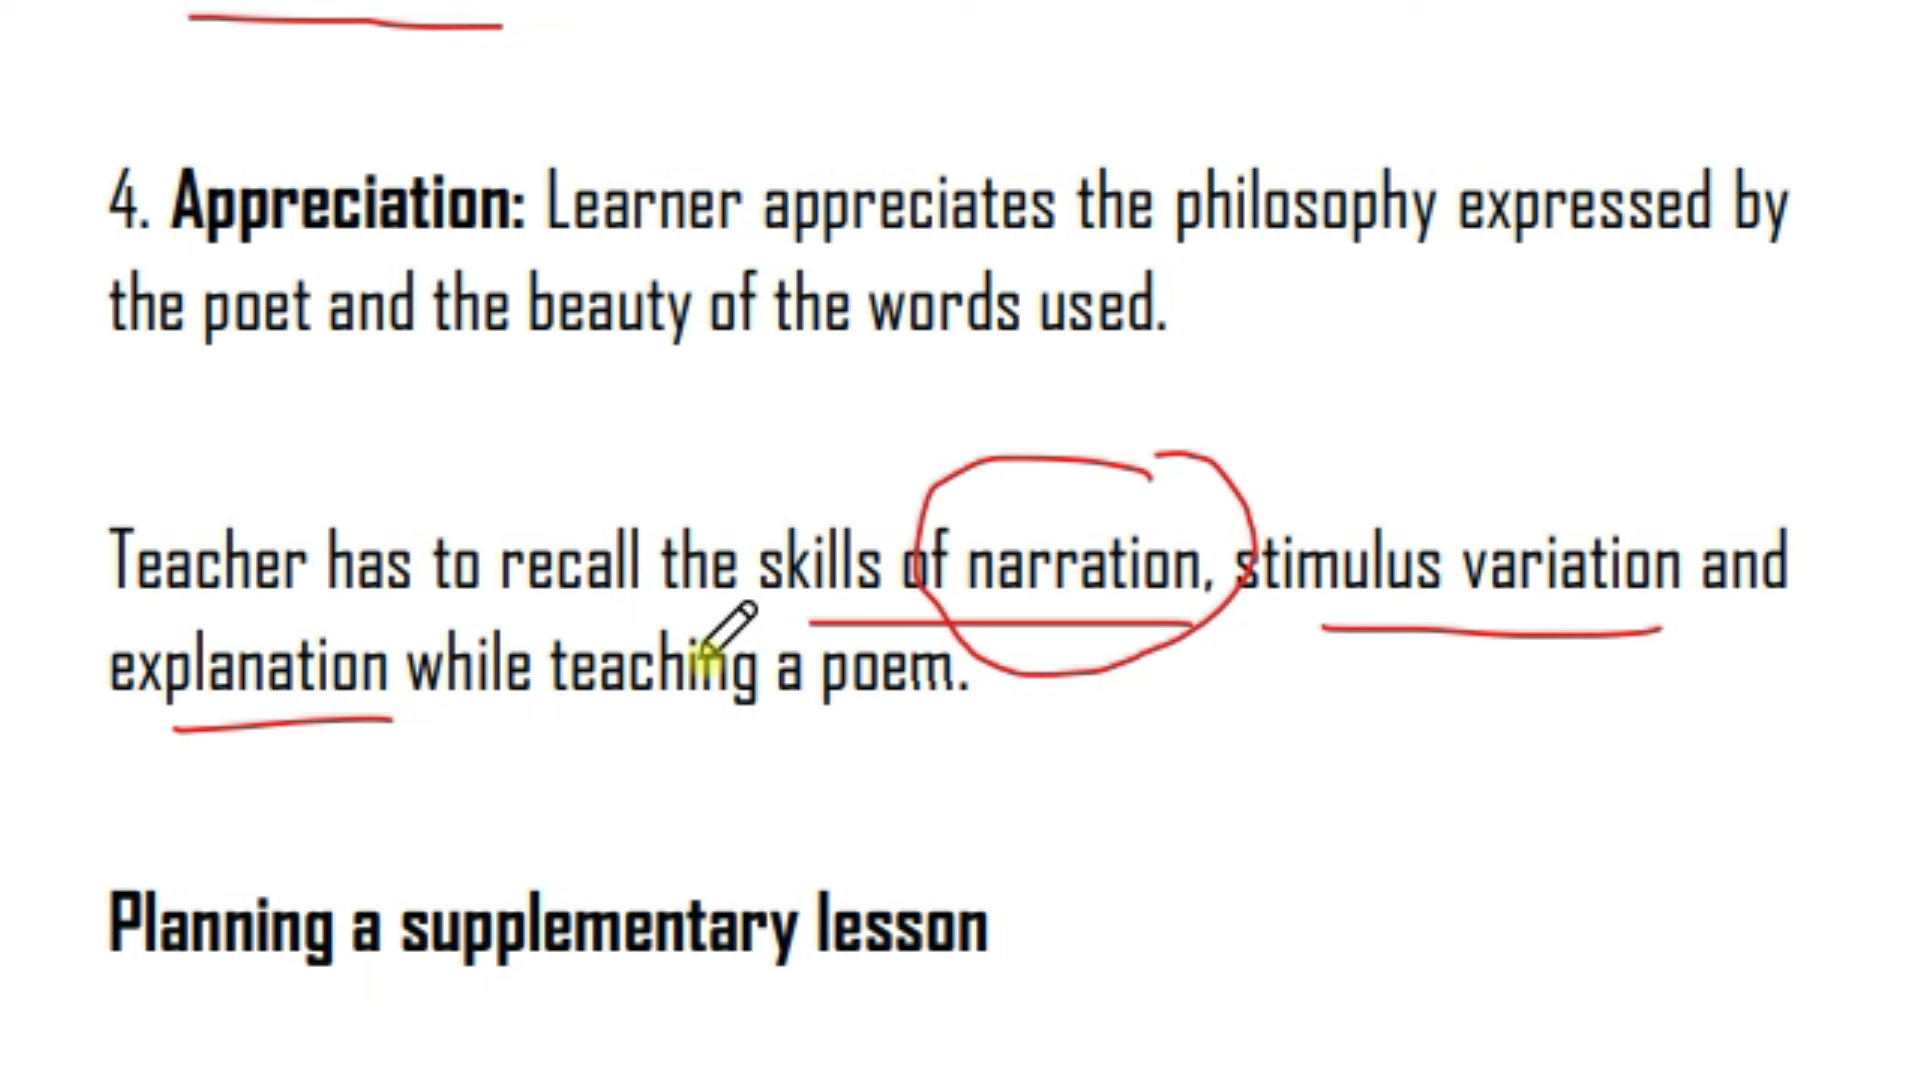 4. Appreciation: Learner appreciates the philosophy expressed by
the poet and the beauty of the words used.
Teacher has to recall the skills of narration, stimulus variation and
explanation while teaching a poem.
Planning a supplementary lesson